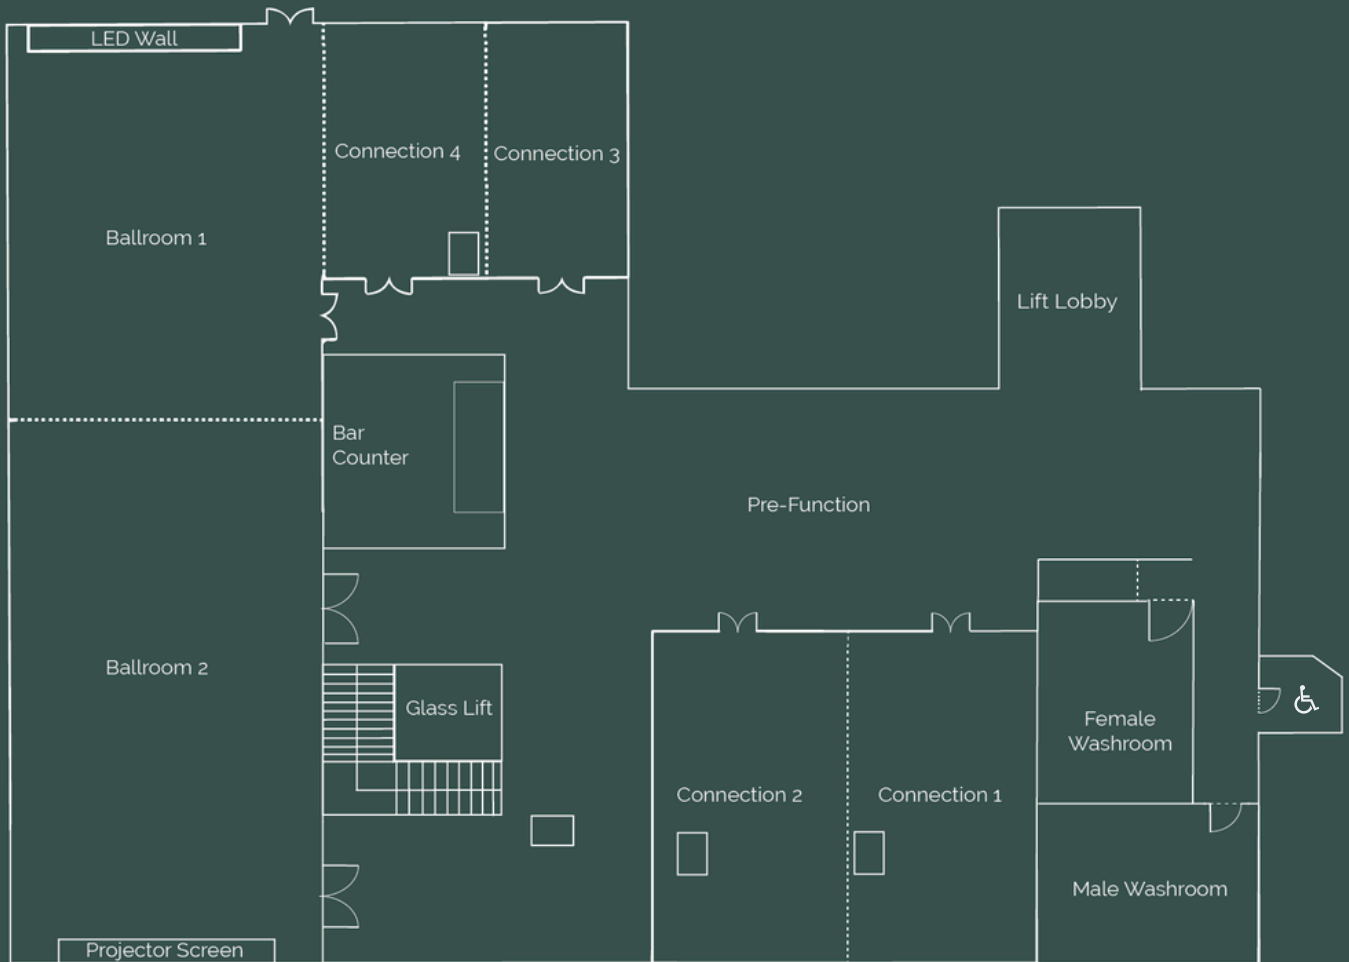 LED Wall
Connection 4
Connection 3
Ballroom 1
Lift Lobby
Bar
Counter
Pre-Function
Ballroom 2
Glass Lift
Female
Washroom
Connection 2
Connection 1
Male Washroom
Projector Screen